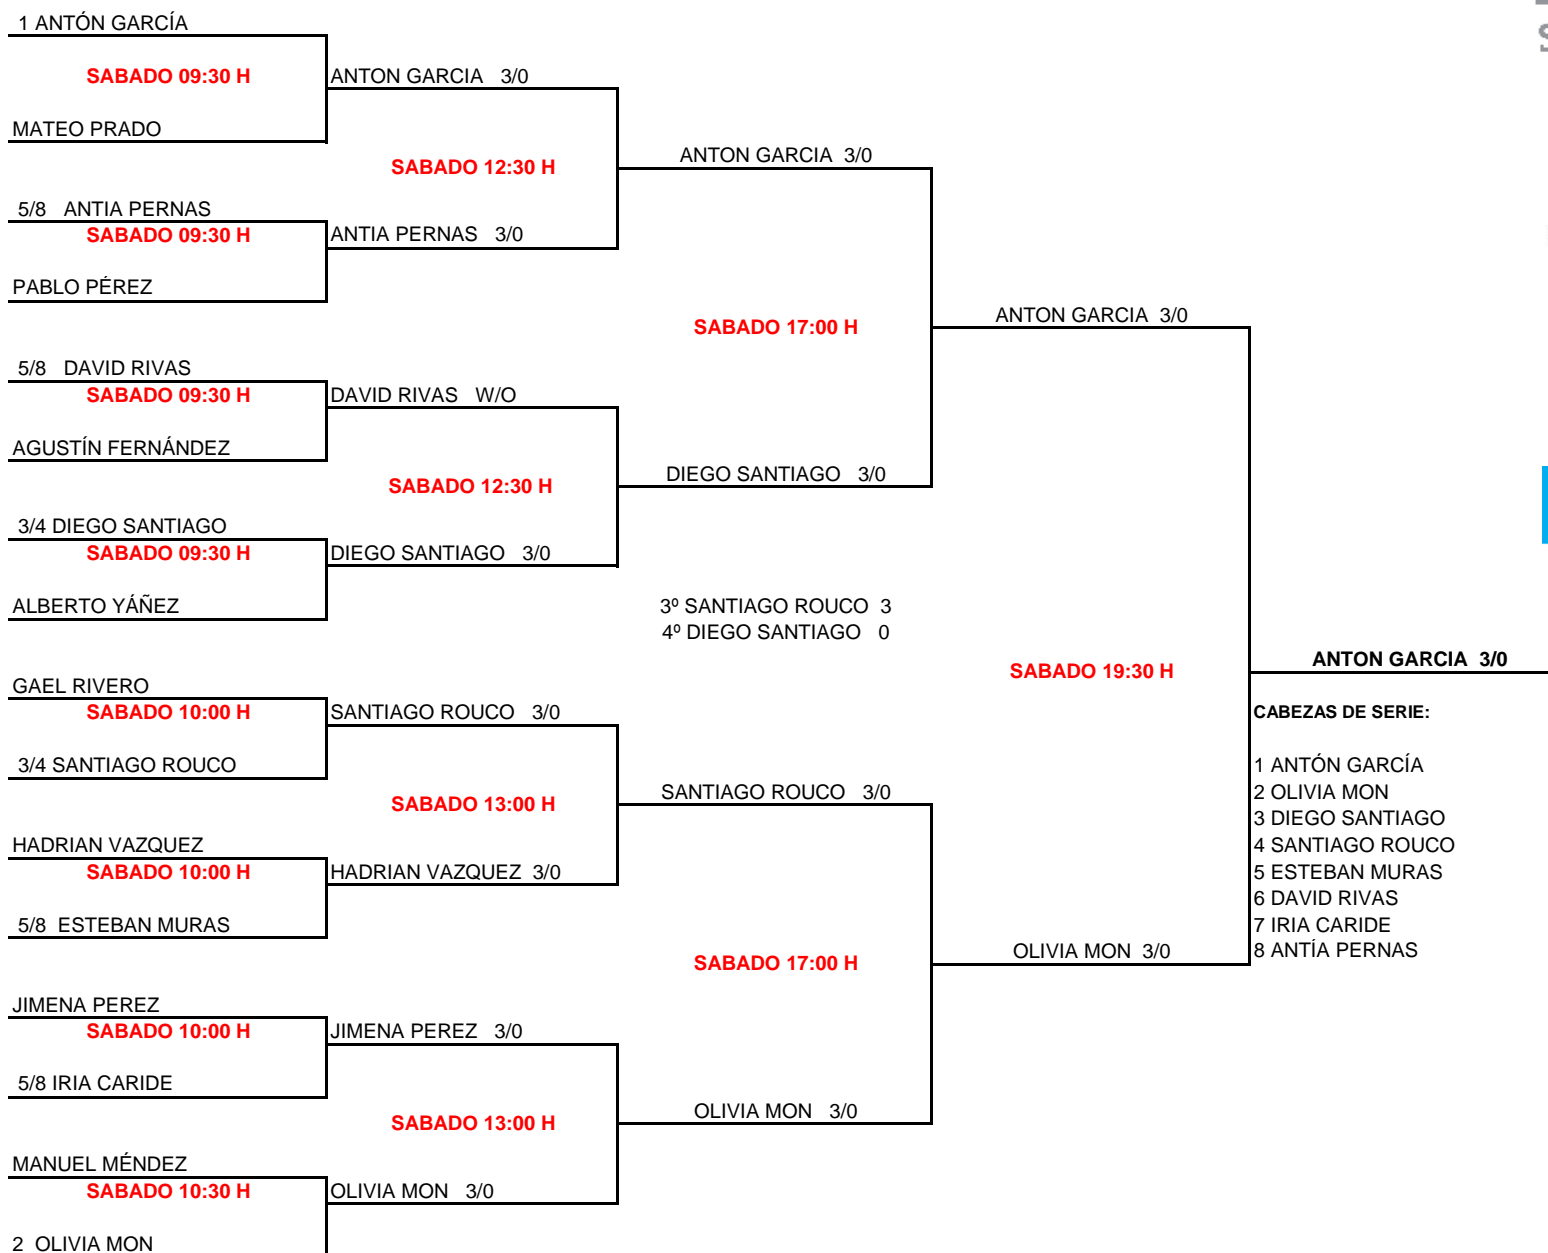 1 ANTÓN GARCÍA
SABADO 09:30 H
ANTON GARCIA 3/0
MATEO PRADO
SABADO 12:30 H
ANTON GARCIA 3/0
5/8 ANTIA PERNAS
SABADO 09:30 H
ANTIA PERNAS 3/0
PABLO PÉREZ
SABADO 17:00 H
ANTON GARCIA 3/0
5/8 DAVID RIVAS
SABADO 09:30 H
DAVID RIVAS W/O
AGUSTÍN FERNÁNDEZ
SABADO 12:30 H
DIEGO SANTIAGO 3/0
3/4 DIEGO SANTIAGO
SABADO 09:30 H
DIEGO SANTIAGO 3/0
ALBERTO YÁÑEZ
3º SANTIAGO ROUCO 3
4º DIEGO SANTIAGO 0
SABADO 19:30 H
ANTON GARCIA 3/0
GAEL RIVERO
SABADO 10:00 H
SANTIAGO ROUCO 3/0
3/4 SANTIAGO ROUCO
SABADO 13:00 H
SANTIAGO ROUCO 3/0
HADRIAN VAZQUEZ
SABADO 10:00 H
HADRIAN VAZQUEZ 3/0
5/8 ESTEBAN MURAS
SABADO 17:00 H
OLIVIA MON 3/0
CABEZAS DE SERIE:
1 ANTÓN GARCÍA
2 OLIVIA MON
3 DIEGO SANTIAGO
4 SANTIAGO ROUCO
5 ESTEBAN MURAS
6 DAVID RIVAS
7 IRIA CARIDE
8 ANTÍA PERNAS
JIMENA PEREZ
SABADO 10:00 H
JIMENA PEREZ 3/0
5/8 IRIA CARIDE
SABADO 13:00 H
OLIVIA MON 3/0
MANUEL MÉNDEZ
SABADO 10:30 H
OLIVIA MON 3/0
2 OLIVIA MON